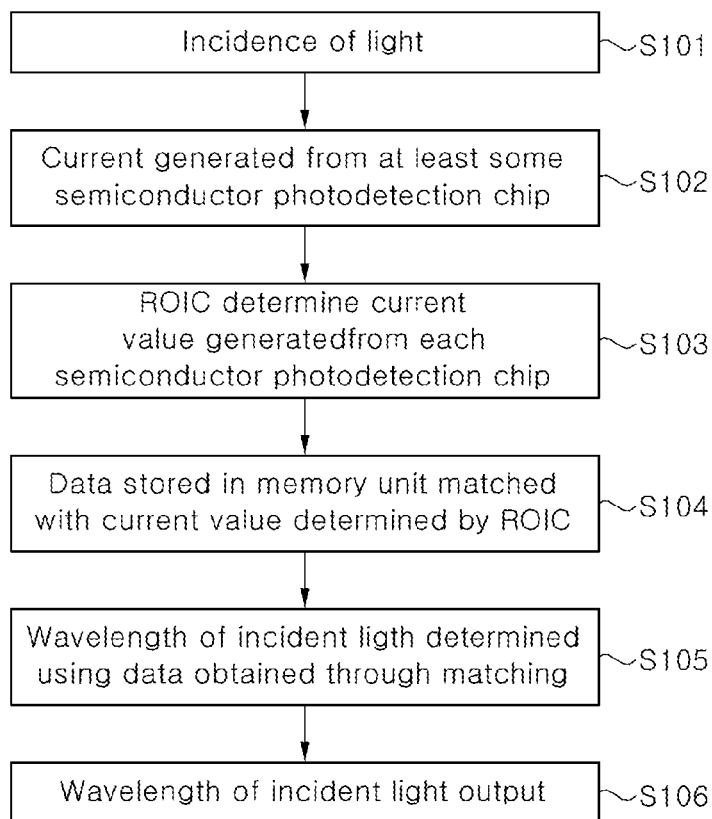 Incidence of light
S101
Current generated from at least some
semiconductor photodetection chip
S102
ROIC determine current
value generatedfrom each
semiconductor photodetection chip
S103
Data stored in memory unit matched
with current value determined by ROIC
S104
Wavelength of incident ligth determined
using data obtained through matching
S105
Wavelength of incident light output
S106